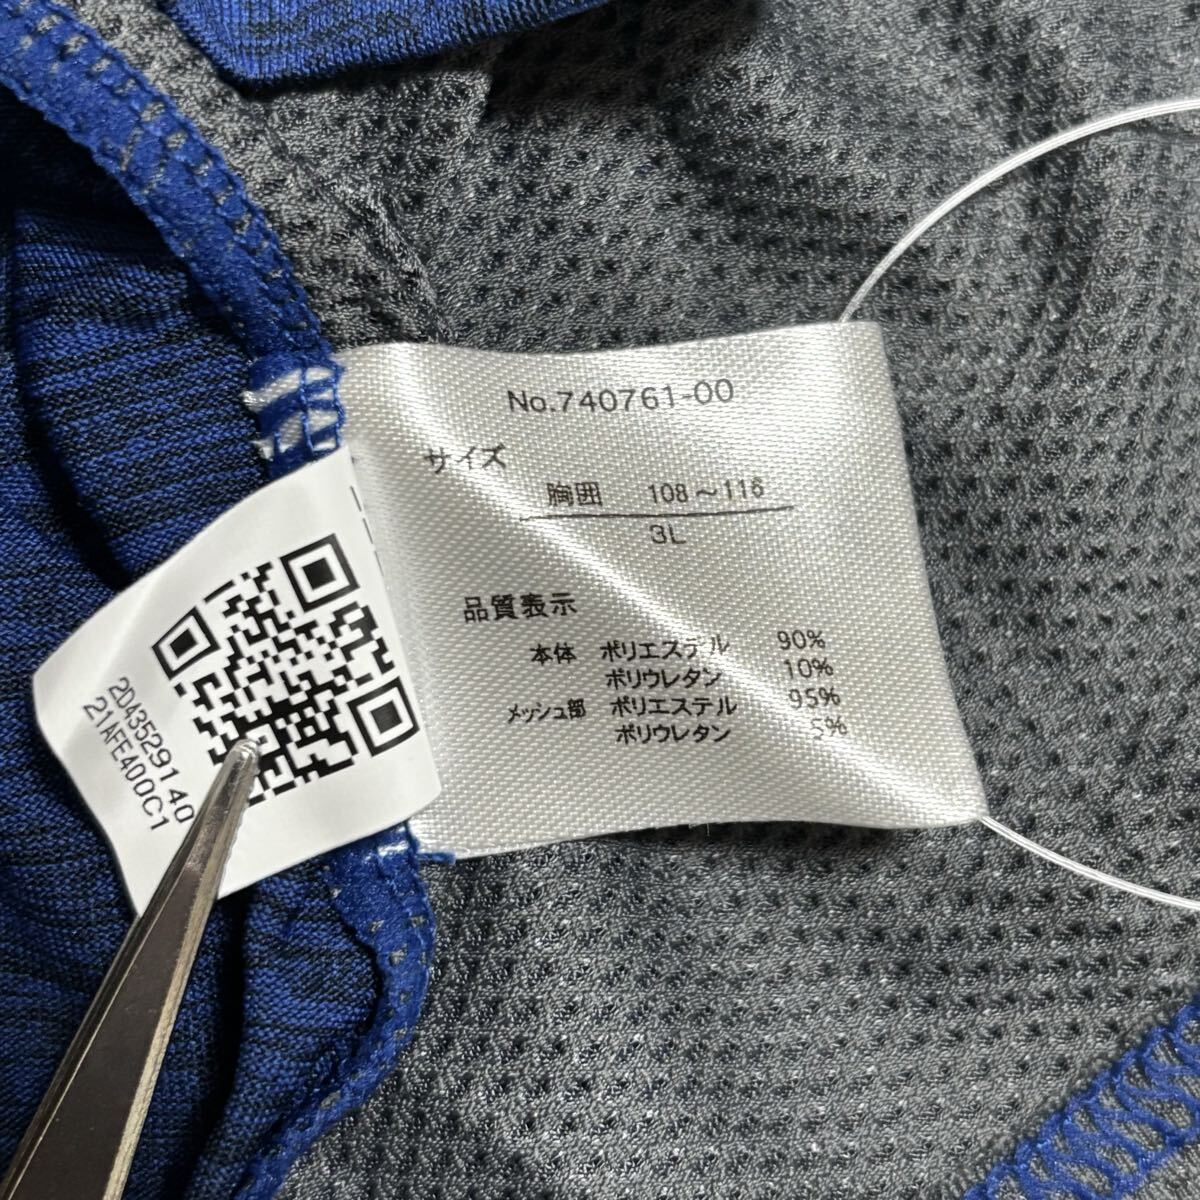 No.740761-00
サイズ
胸囲 108～116
3L
品質表示
本体 ポリエステル 90%
ポリウレタン 10%
メッシュ部 ポリエステル 95%
ポリウレタン 5%
2D43529140
21AFE400C1